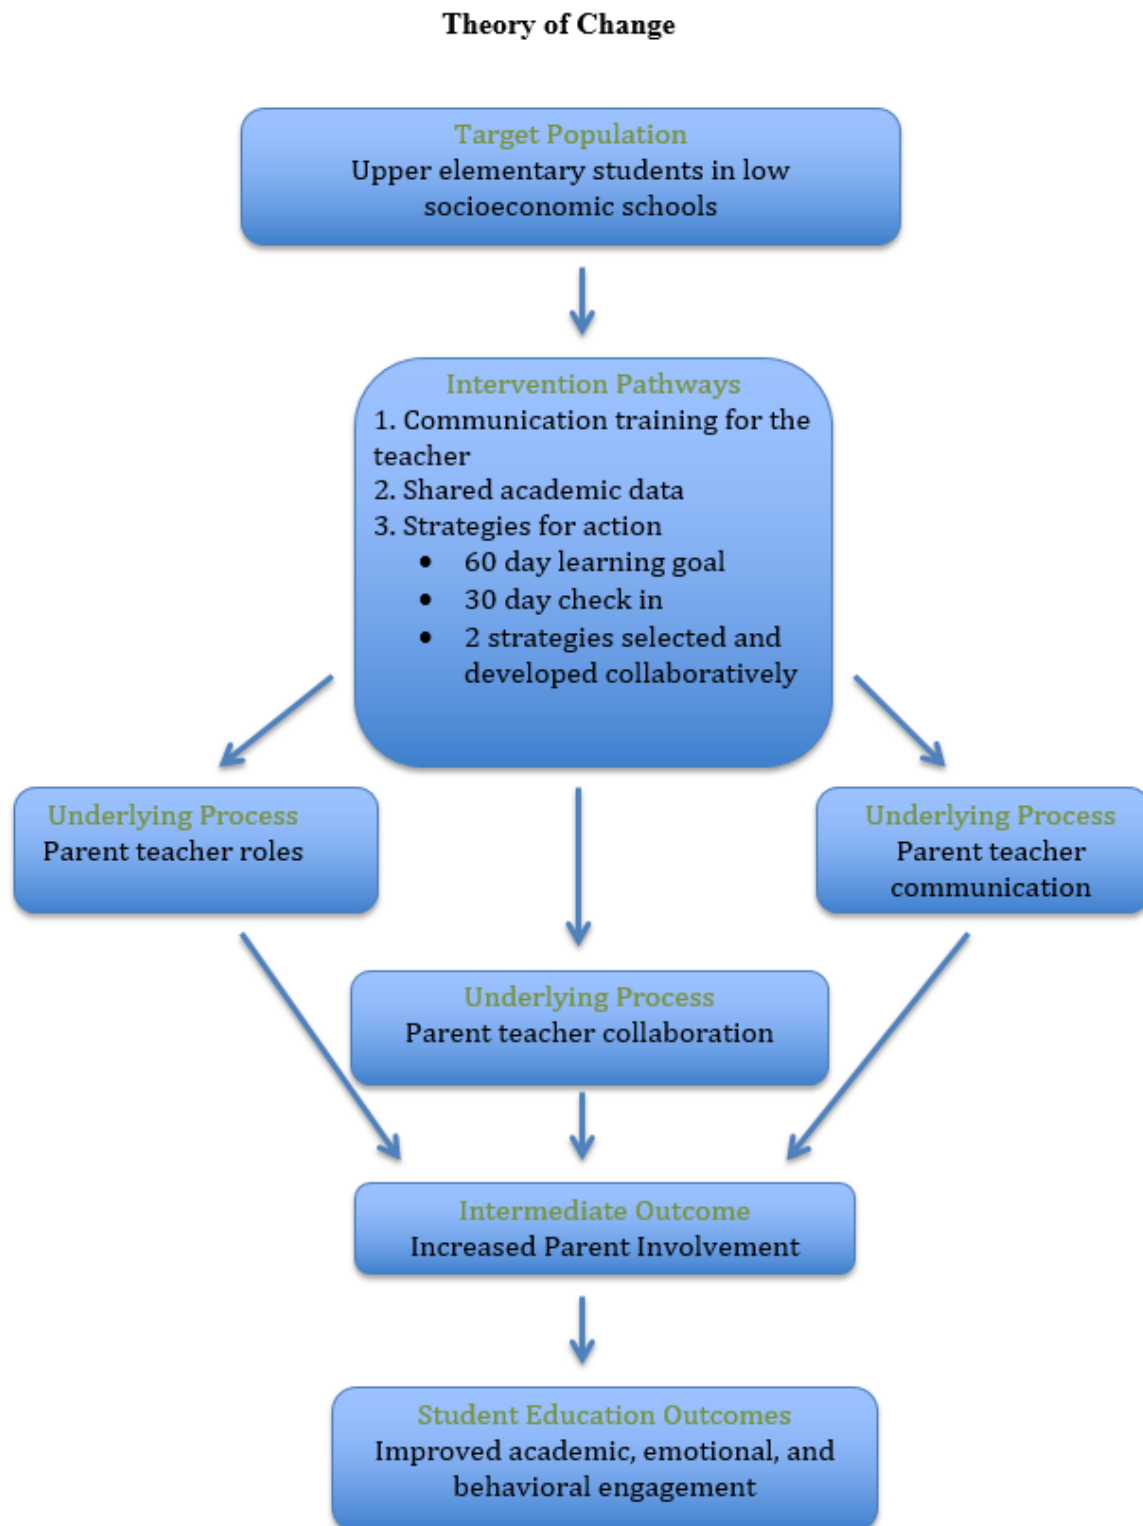 Theory of Change
Target Population
Upper elementary students in low
socioeconomic schools
Intervention Pathways
1. Communication training for the
teacher
2. Shared academic data
3. Strategies for action
• 60 day learning goal
• 30 day check in
• 2 strategies selected and
developed collaboratively
Underlying Process
Parent teacher roles
Underlying Process
Parent teacher
communication
Underlying Process
Parent teacher collaboration
Intermediate Outcome
Increased Parent Involvement
Student Education Outcomes
Improved academic, emotional, and
behavioral engagement